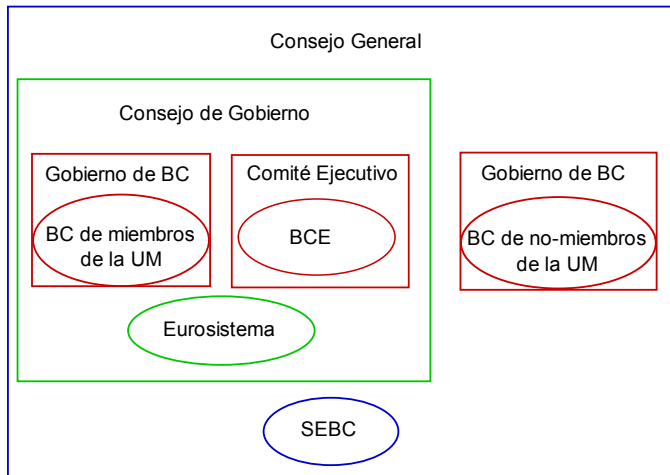 Consejo General
Consejo de Gobierno
Gobierno de BC
BC de miembros
de la UM
Comité Ejecutivo
BCE
Gobierno de BC
BC de no-miembros
de la UM
Eurosistema
SEBC